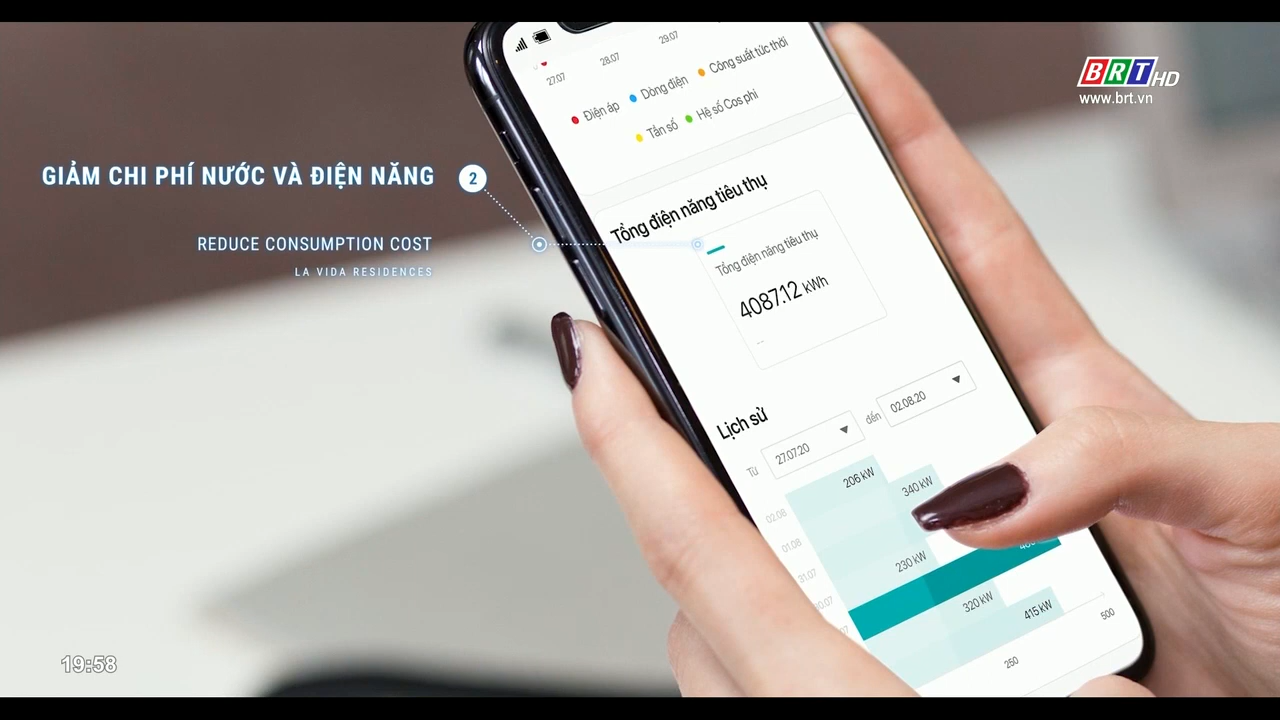 BRT HD
www.brt.vn
GIẢM CHI PHÍ NƯỚC VÀ ĐIỆN NĂNG
2
REDUCE CONSUMPTION COST
LA VIDA RESIDENCES
27.07
28.07
29.07
Điện áp
Dòng điện
Công suất tức thời
Tần số
Hệ số Cos phi
Tổng điện năng tiêu thụ
Tổng điện năng tiêu thụ
4087.12 kWh
--
Lịch sử
Từ
27.07.20
đến
02.08.20
02.08
206 kW
01.08
340 kW
31.07
230 kW
320 kW
415 kW
250
500
19:58